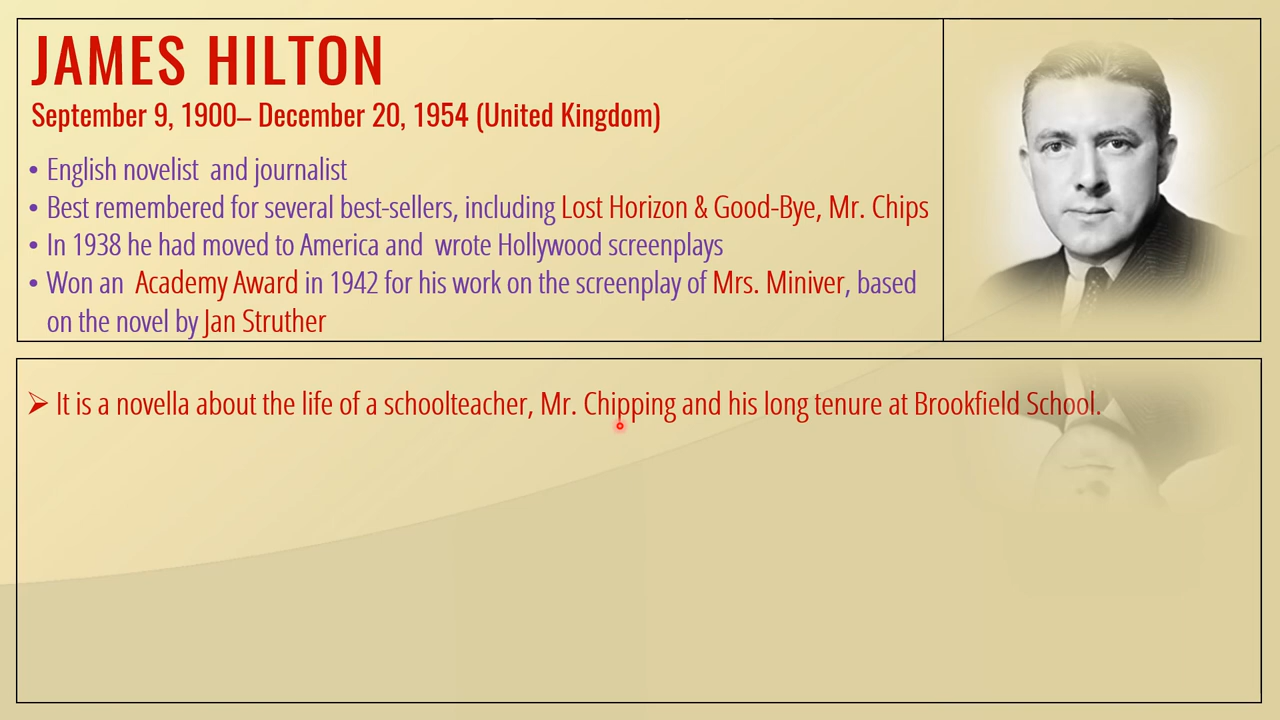 JAMES HILTON
September 9, 1900– December 20, 1954 (United Kingdom)
• English novelist and journalist
• Best remembered for several best-sellers, including Lost Horizon & Good-Bye, Mr. Chips
• In 1938 he had moved to America and wrote Hollywood screenplays
• Won an Academy Award in 1942 for his work on the screenplay of Mrs. Miniver, based
on the novel by Jan Struther
➢ It is a novella about the life of a schoolteacher, Mr. Chipping and his long tenure at Brookfield School.